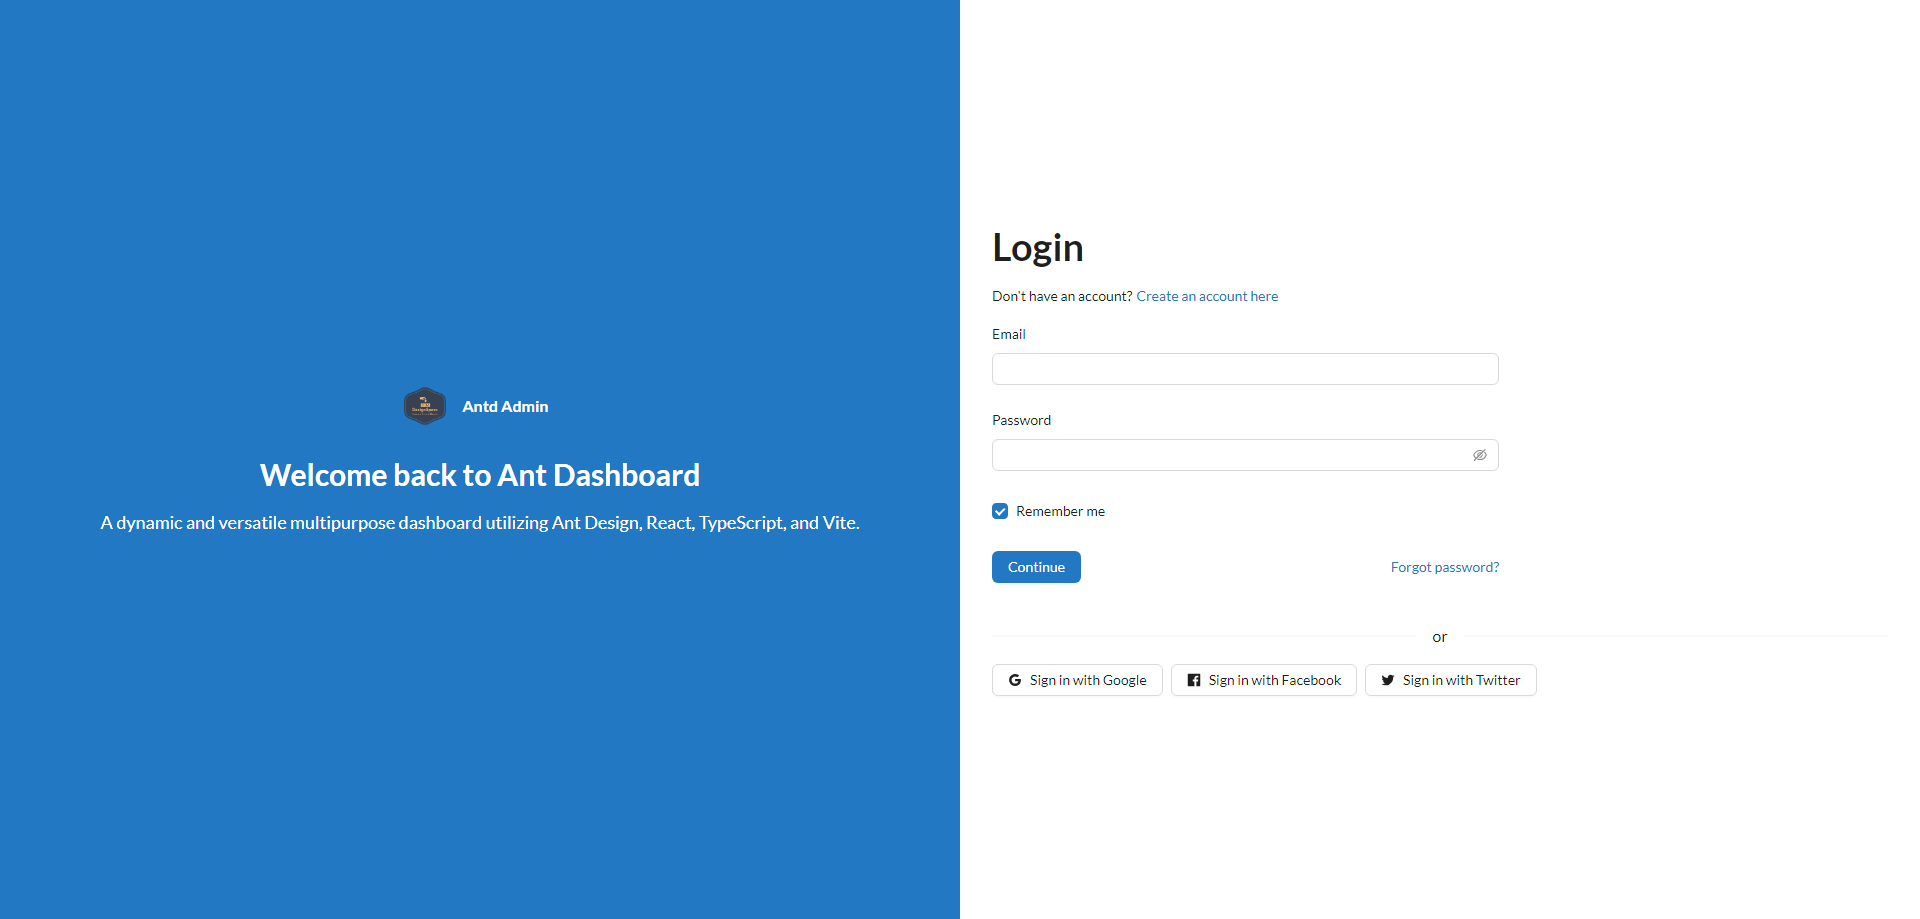 Antd Admin
Welcome back to Ant Dashboard
A dynamic and versatile multipurpose dashboard utilizing Ant Design, React, TypeScript, and Vite.
Login
Don't have an account? Create an account here
Email
Password
Remember me
Continue
Forgot password?
or
Sign in with Google
Sign in with Facebook
Sign in with Twitter